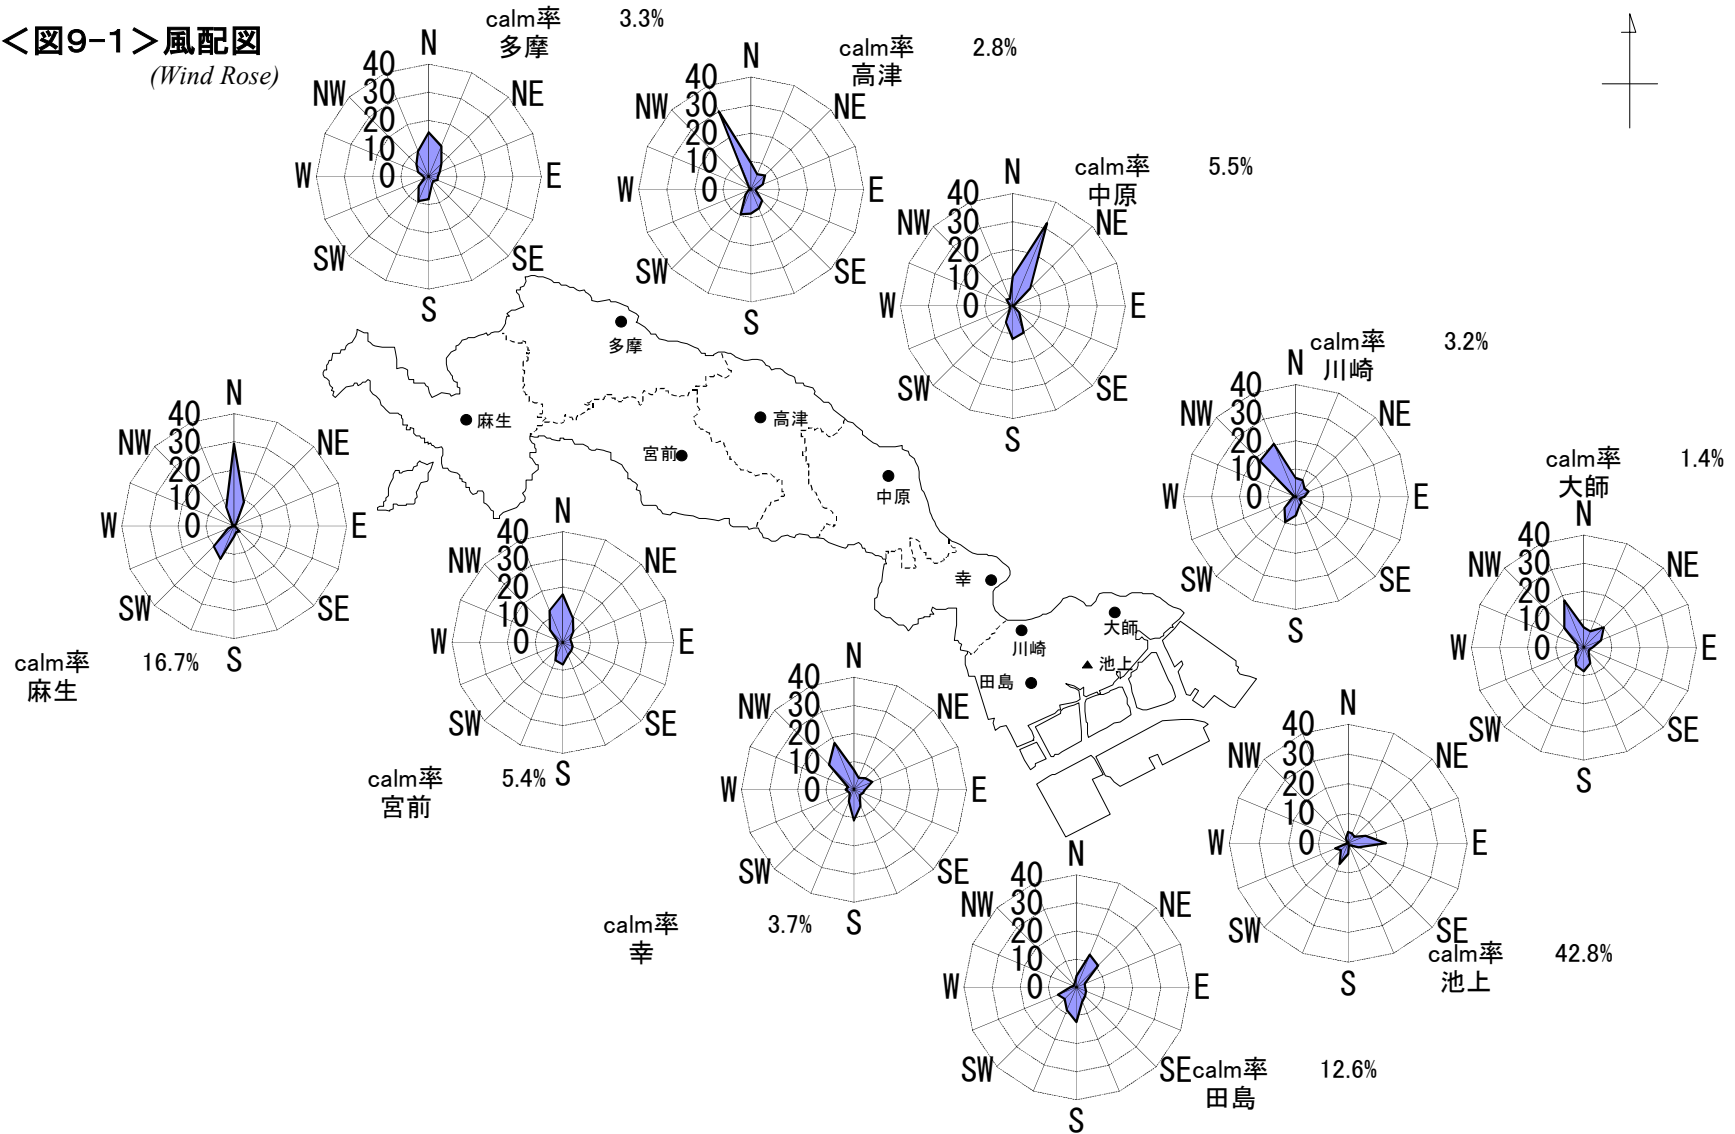 <図9-1>風配図
(Wind Rose)
calm率 3.3%
多摩
N
NE
E
SE
S
SW
W
NW
40
30
20
10
0
calm率 2.8%
高津
N
NE
E
SE
S
SW
W
NW
40
30
20
10
0
calm率 5.5%
中原
N
NE
E
SE
S
SW
W
NW
40
30
20
10
0
calm率 3.2%
川崎
N
NE
E
SE
S
SW
W
NW
40
30
20
10
0
calm率 1.4%
大師
N
NE
E
SE
S
SW
W
NW
40
30
20
10
0
N
NE
E
SE
S
SW
W
NW
40
30
20
10
0
calm率 16.7%
麻生
N
NE
E
SE
S
SW
W
NW
40
30
20
10
0
calm率 5.4%
宮前
N
NE
E
SE
S
SW
W
NW
40
30
20
10
0
calm率 3.7%
幸
N
NE
E
SE
S
SW
W
NW
40
30
20
10
0
calm率 42.8%
池上
N
NE
E
SE
S
SW
W
NW
40
30
20
10
0
calm率 12.6%
田島
多摩
麻生
高津
宮前
中原
幸
大師
川崎
池上
田島